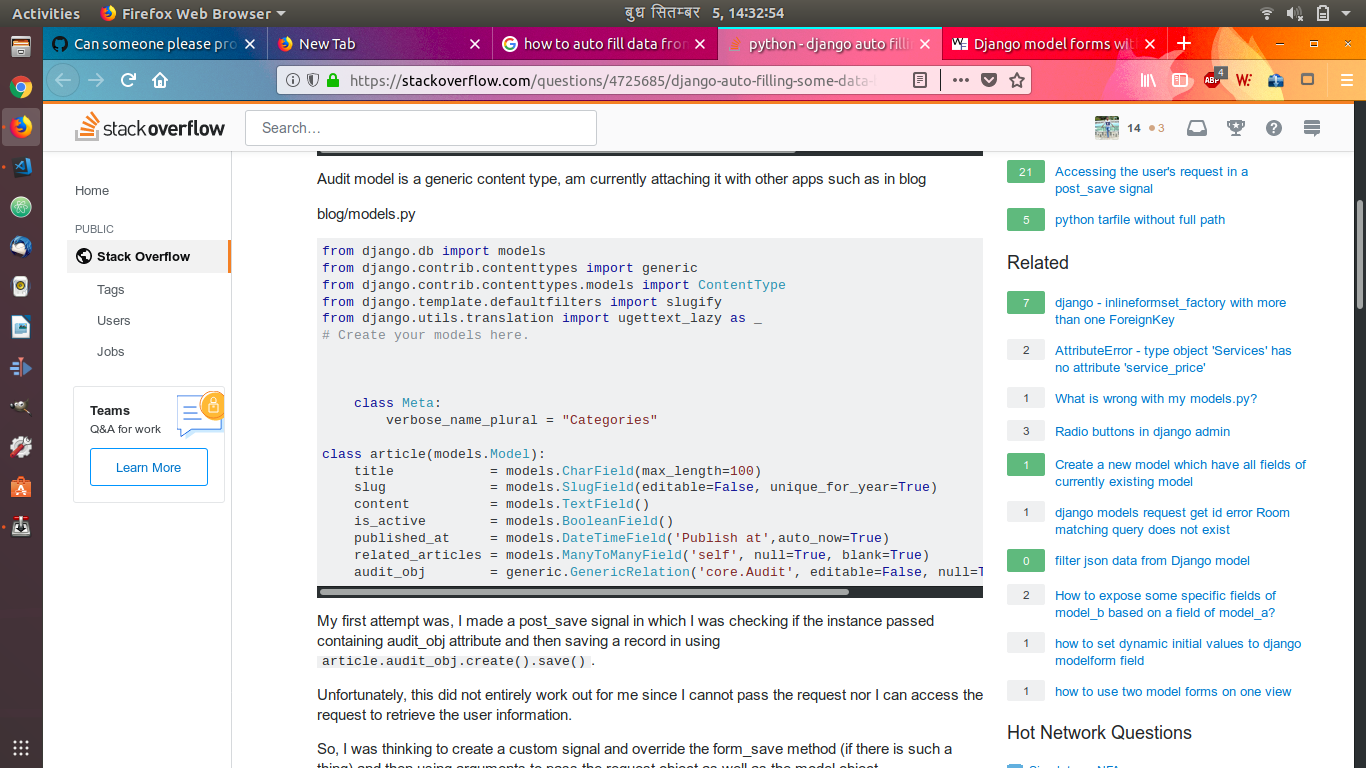 Activities
Firefox Web Browser
बुध सितम्बर 5, 14:32:54
Can someone please pro
New Tab
how to auto fill data from
python - django auto filli
Django model forms wit
https://stackoverflow.com/questions/4725685/django-auto-filling-some-data-
4
stackoverflow
Search…
14 3
Home
PUBLIC
Stack Overflow
Tags
Users
Jobs
Teams
Q&A for work
Learn More
Audit model is a generic content type, am currently attaching it with other apps such as in blog
blog/models.py
from django.db import models
from django.contrib.contenttypes import generic
from django.contrib.contenttypes.models import ContentType
from django.template.defaultfilters import slugify
from django.utils.translation import ugettext_lazy as _
# Create your models here.
class Meta:
verbose_name_plural = "Categories"
class article(models.Model):
title = models.CharField(max_length=100)
slug = models.SlugField(editable=False, unique_for_year=True)
content = models.TextField()
is_active = models.BooleanField()
published_at = models.DateTimeField('Publish at',auto_now=True)
related_articles = models.ManyToManyField('self', null=True, blank=True)
audit_obj = generic.GenericRelation('core.Audit', editable=False, null=T
My first attempt was, I made a post_save signal in which I was checking if the instance passed
containing audit_obj attribute and then saving a record in using
article.audit_obj.create().save() .
Unfortunately, this did not entirely work out for me since I cannot pass the request nor I can access the
request to retrieve the user information.
So, I was thinking to create a custom signal and override the form_save method (if there is such a
thing) and then using arguments to pass the request object as well as the model object.
21 Accessing the user's request in a
post_save signal
5 python tarfile without full path
Related
7 django - inlineformset_factory with more
than one ForeignKey
2 AttributeError - type object 'Services' has
no attribute 'service_price'
1 What is wrong with my models.py?
3 Radio buttons in django admin
1 Create a new model which have all fields of
currently existing model
1 django models request get id error Room
matching query does not exist
0 filter json data from Django model
2 How to expose some specific fields of
model_b based on a field of model_a?
1 how to set dynamic initial values to django
modelform field
1 how to use two model forms on one view
Hot Network Questions